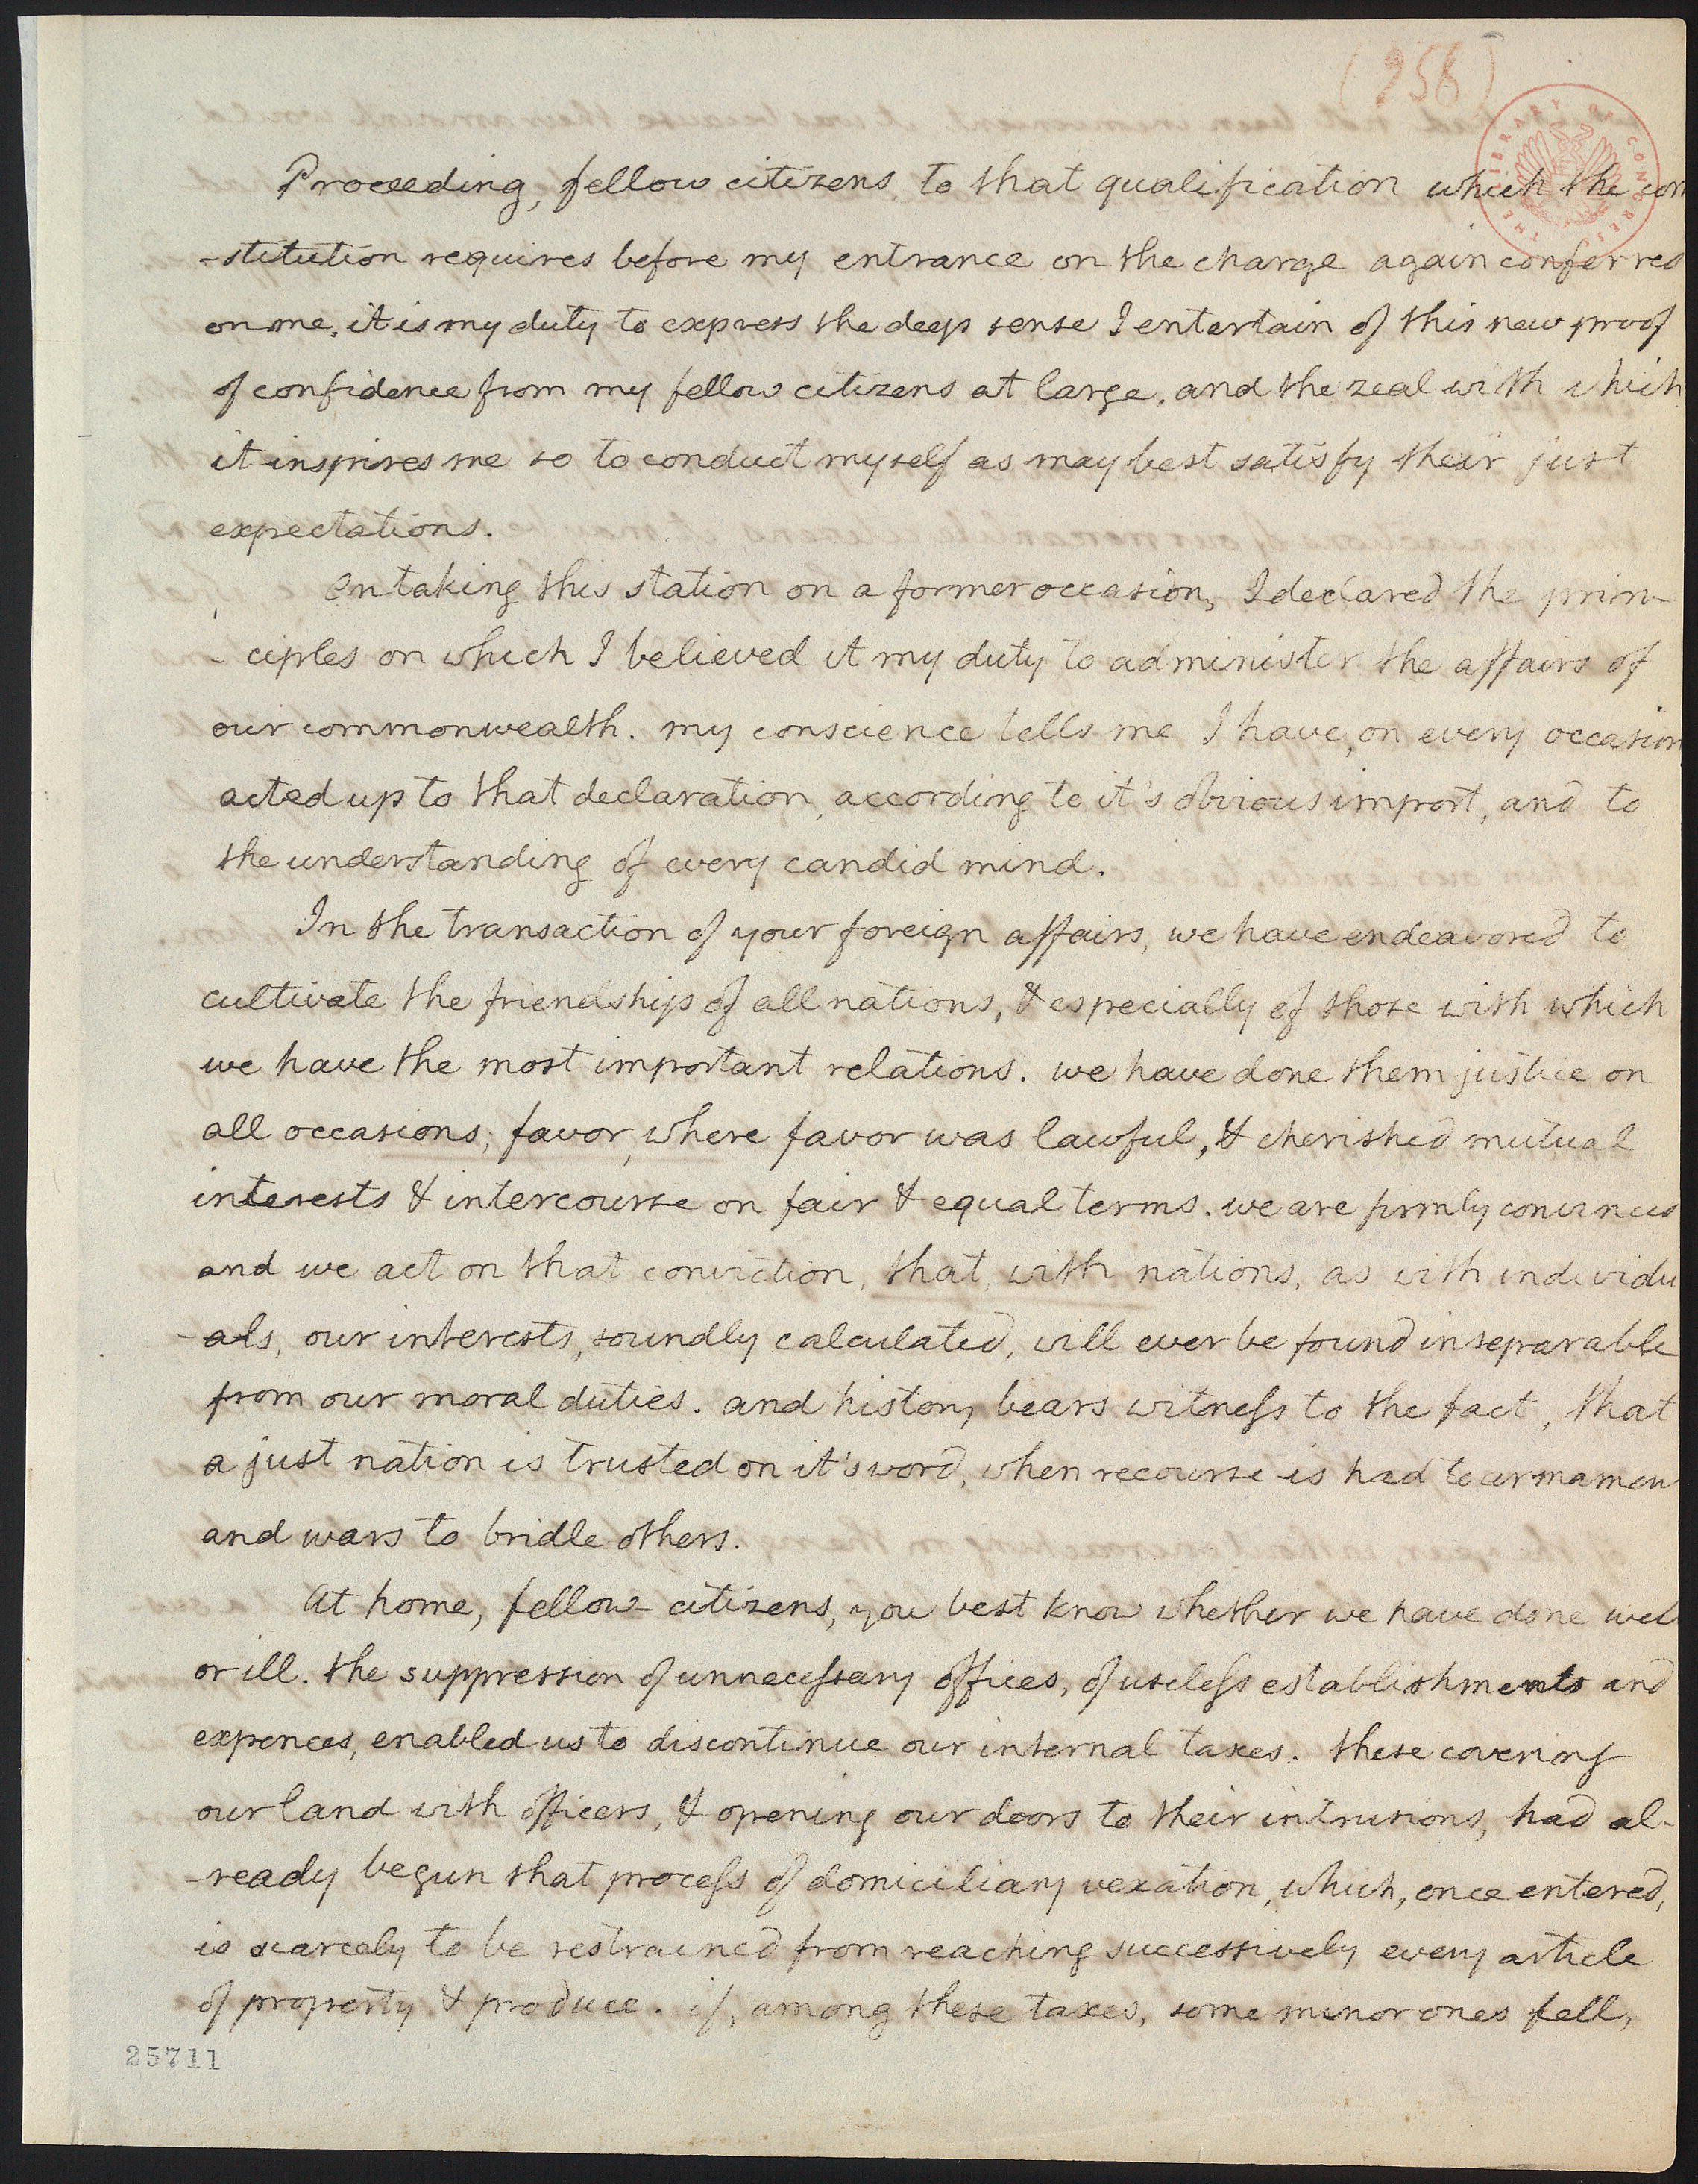 (256)
THE LIBRARY OF CONGRESS
Proceeding, fellow citizens, to that qualification which the con
-stitution requires before my entrance on the charge again conferred
on me, it is my duty to express the deep sense I entertain of this new proof
of confidence from my fellow citizens at large, and the zeal with which
it inspires me so to conduct myself as may best satisfy their just
expectations.
On taking this station on a former occasion, I declared the prin-
-ciples on which I believed it my duty to administer the affairs of
our commonwealth. my conscience tells me I have, on every occasion
acted up to that declaration, according to it's obvious import, and to
the understanding of every candid mind.
In the transaction of your foreign affairs, we have endeavored to
cultivate the friendship of all nations, & especially of those with which
we have the most important relations. we have done them justice on
all occasions; favor, where favor was lawful, & cherished mutual
interests & intercourse on fair & equal terms. we are firmly convinced
and we act on that conviction, that, with nations, as with individu
-als, our interests, soundly calculated, will ever be found inseparable
from our moral duties. and history bears witness to the fact, that
a just nation is trusted on it's word, when recourse is had to armamen
and wars to bridle others.
At home, fellow-citizens, you best know whether we have done well
or ill. the suppression of unnecessary offices, of useless establishments and
expences, enabled us to discontinue our internal taxes. these covering
our land with officers, & opening our doors to their intrusions, had al-
-ready begun that process of domiciliary vexation, which, once entered,
is scarcely to be restrained from reaching successively every article
of property & produce. if, among these taxes, some minor ones fell,
25711